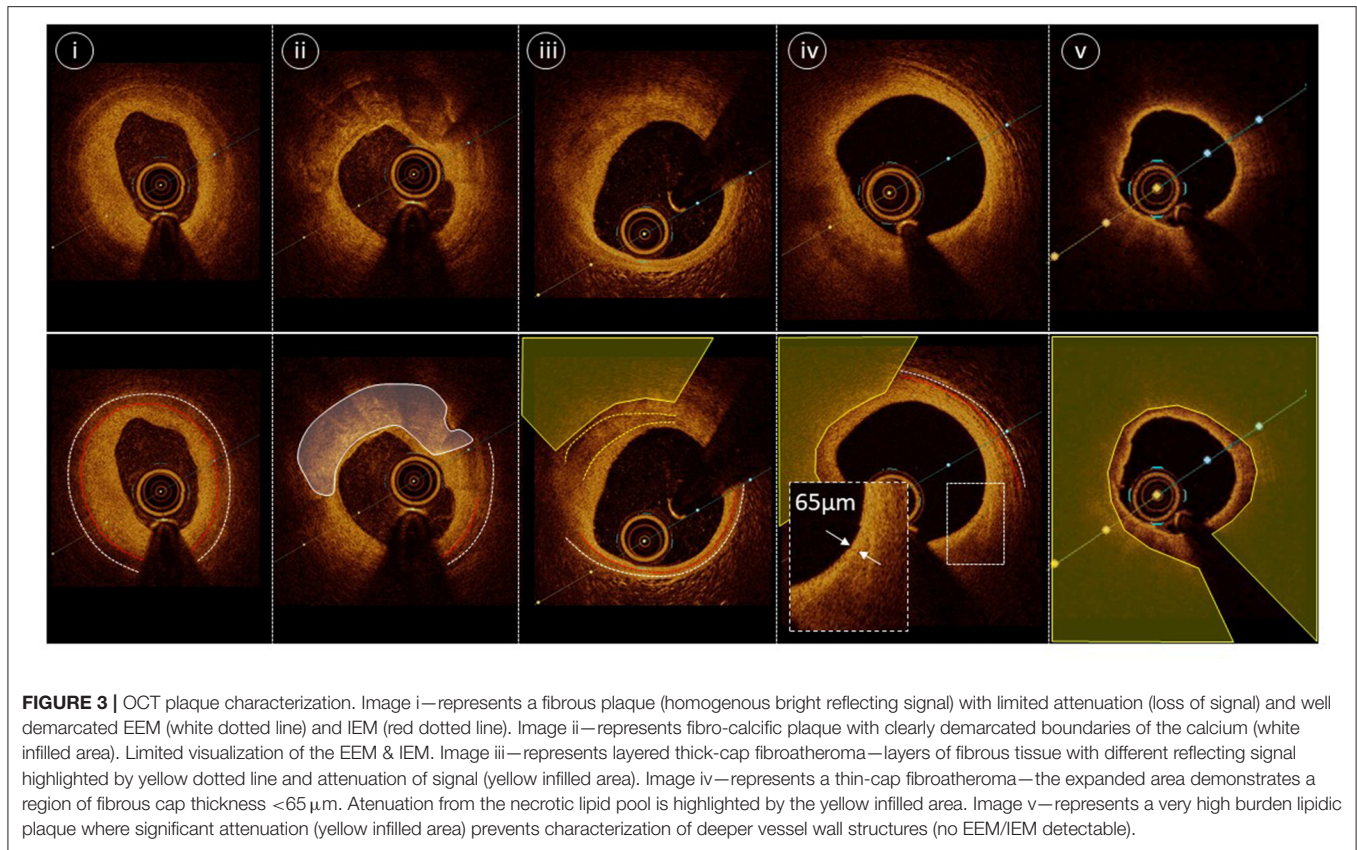 i
ii
iii
iv
v
65µm
FIGURE 3 | OCT plaque characterization. Image i—represents a fibrous plaque (homogenous bright reflecting signal) with limited attenuation (loss of signal) and well
demarcated EEM (white dotted line) and IEM (red dotted line). Image ii—represents fibro-calcific plaque with clearly demarcated boundaries of the calcium (white
infilled area). Limited visualization of the EEM & IEM. Image iii—represents layered thick-cap fibroatheroma—layers of fibrous tissue with different reflecting signal
highlighted by yellow dotted line and attenuation of signal (yellow infilled area). Image iv—represents a thin-cap fibroatheroma—the expanded area demonstrates a
region of fibrous cap thickness <65 µm. Atenuation from the necrotic lipid pool is highlighted by the yellow infilled area. Image v—represents a very high burden lipidic
plaque where significant attenuation (yellow infilled area) prevents characterization of deeper vessel wall structures (no EEM/IEM detectable).